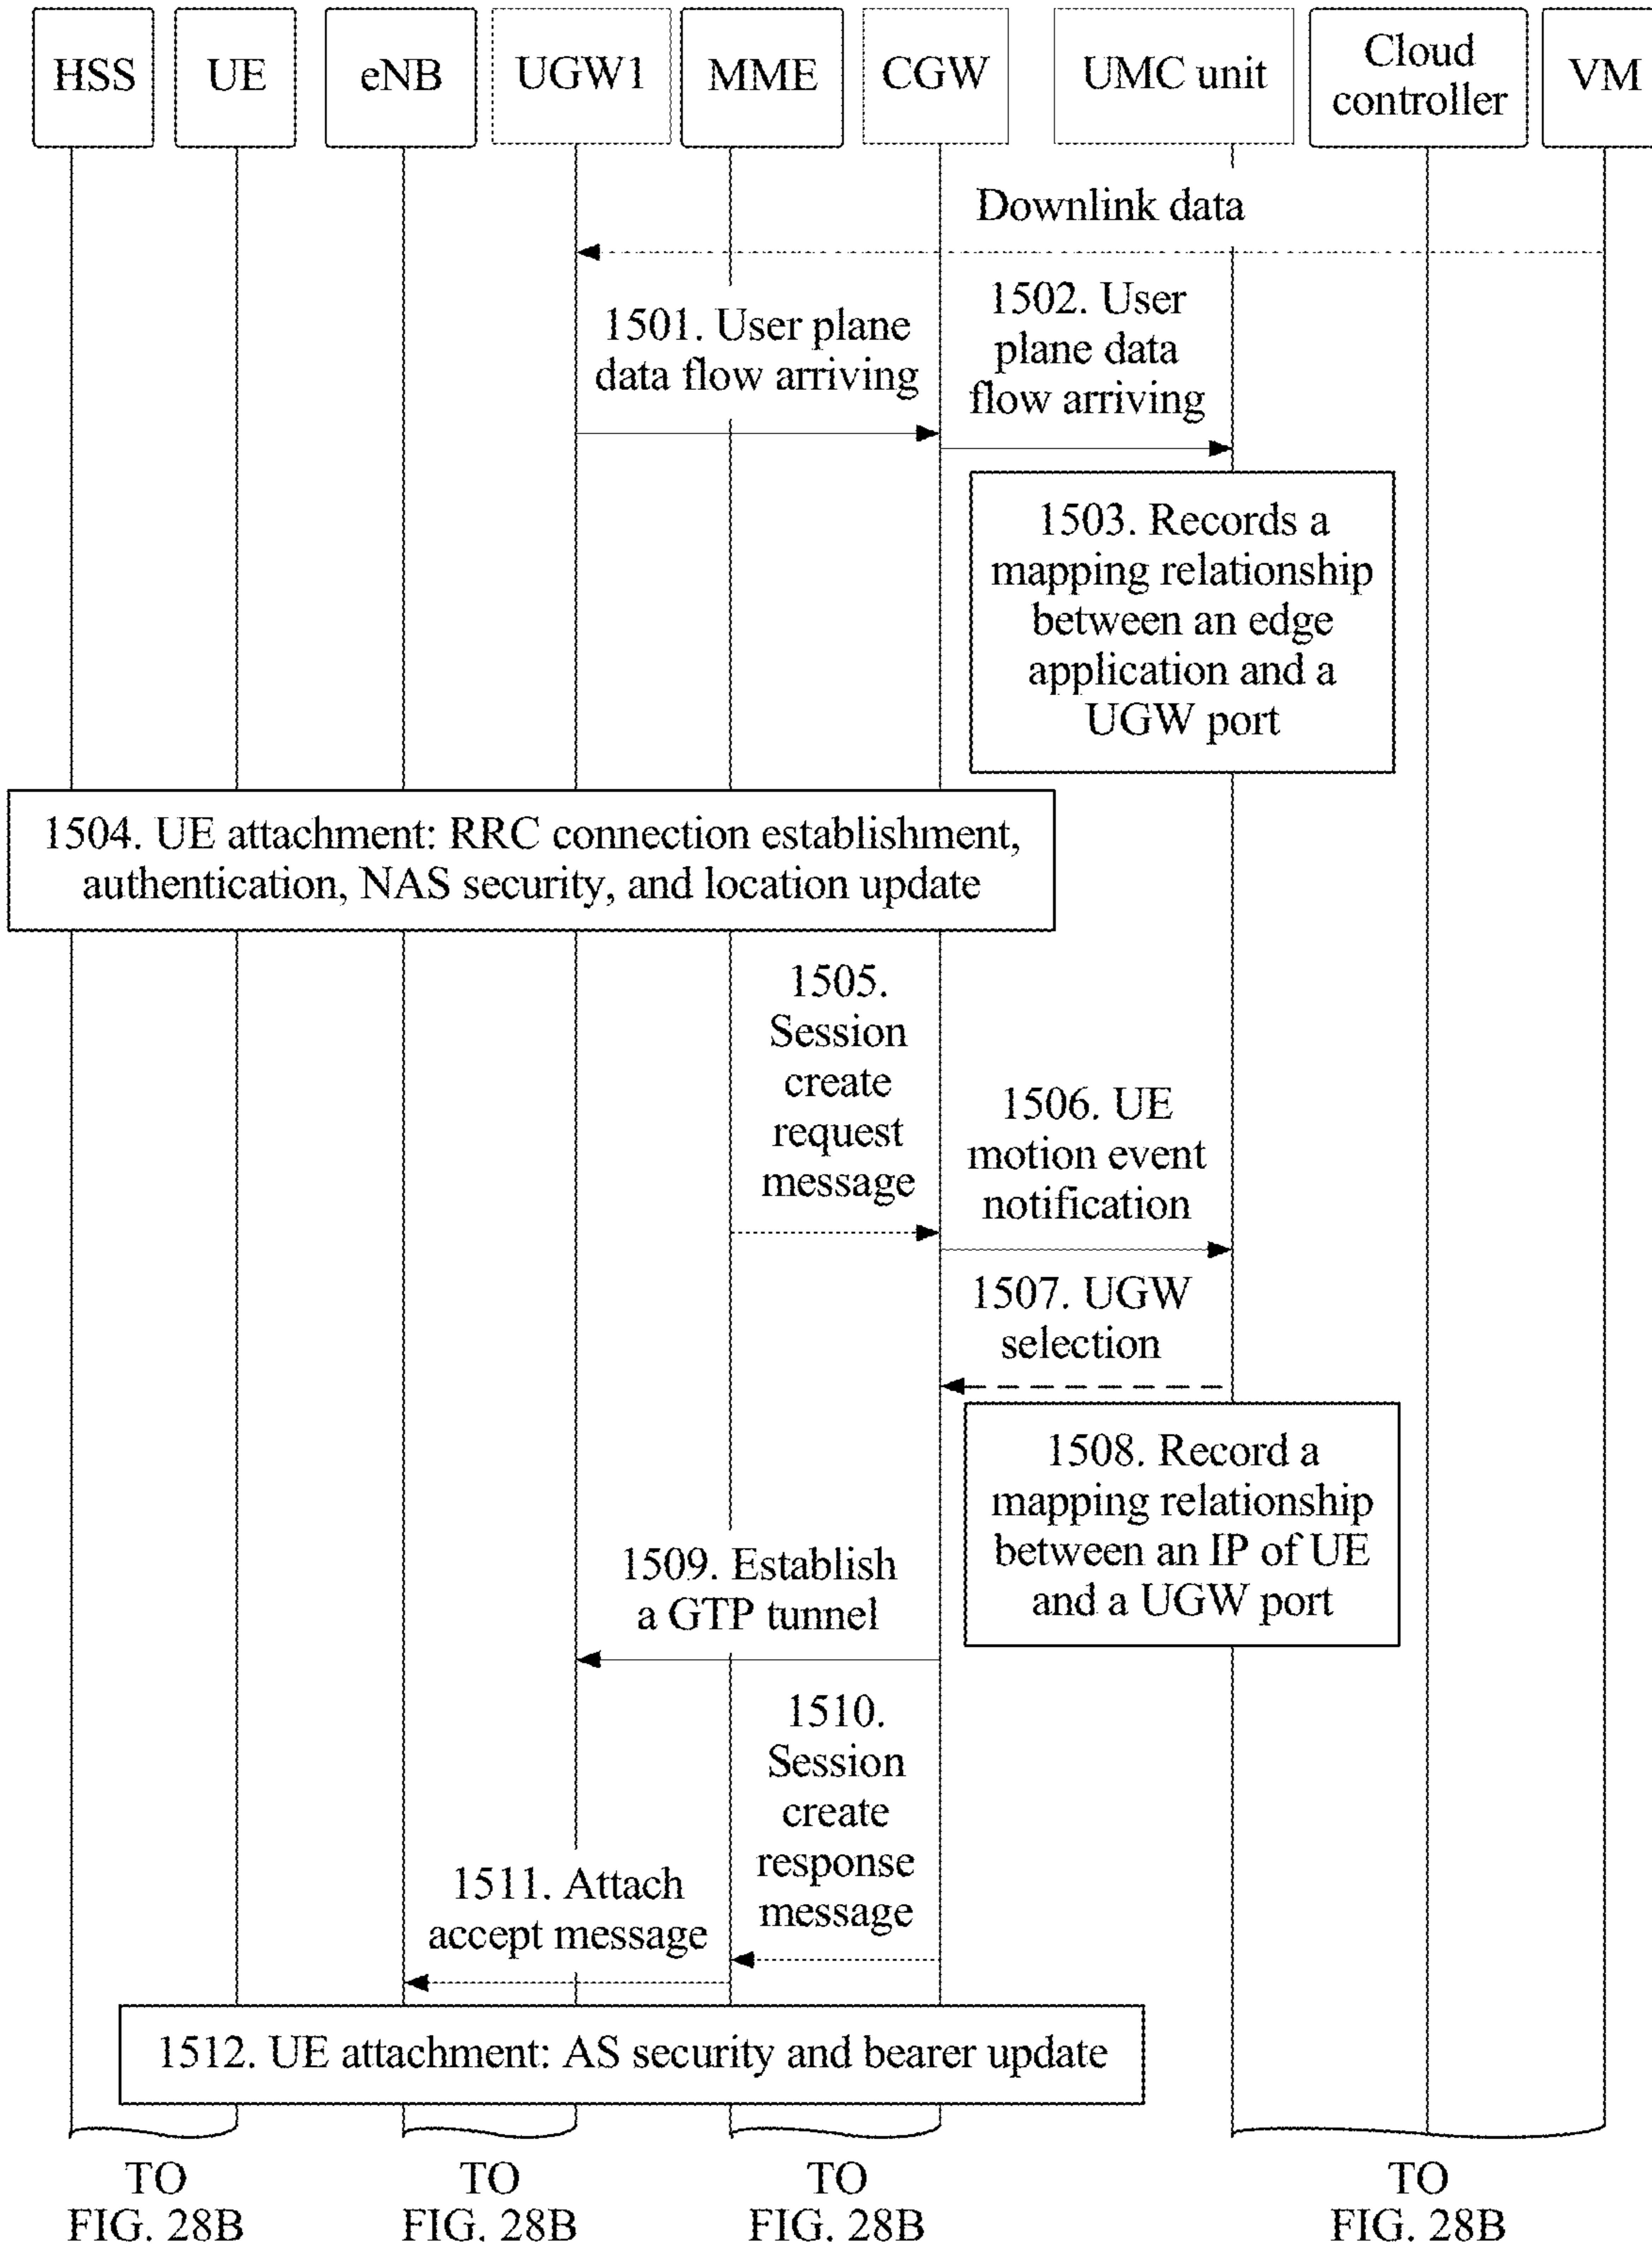 HSS
UE
eNB
UGW1
MME
CGW
UMC unit
Cloud
controller
VM
Downlink data
1501. User plane
data flow arriving
1502. User
plane data
flow arriving
1503. Records a
mapping relationship
between an edge
application and a
UGW port
1504. UE attachment: RRC connection establishment,
authentication, NAS security, and location update
1505.
Session
create
request
message
1506. UE
motion event
notification
1507. UGW
selection
1508. Record a
mapping relationship
between an IP of UE
and a UGW port
1509. Establish
a GTP tunnel
1510.
Session
create
response
message
1511. Attach
accept message
1512. UE attachment: AS security and bearer update
TO
FIG. 28B
TO
FIG. 28B
TO
FIG. 28B
TO
FIG. 28B